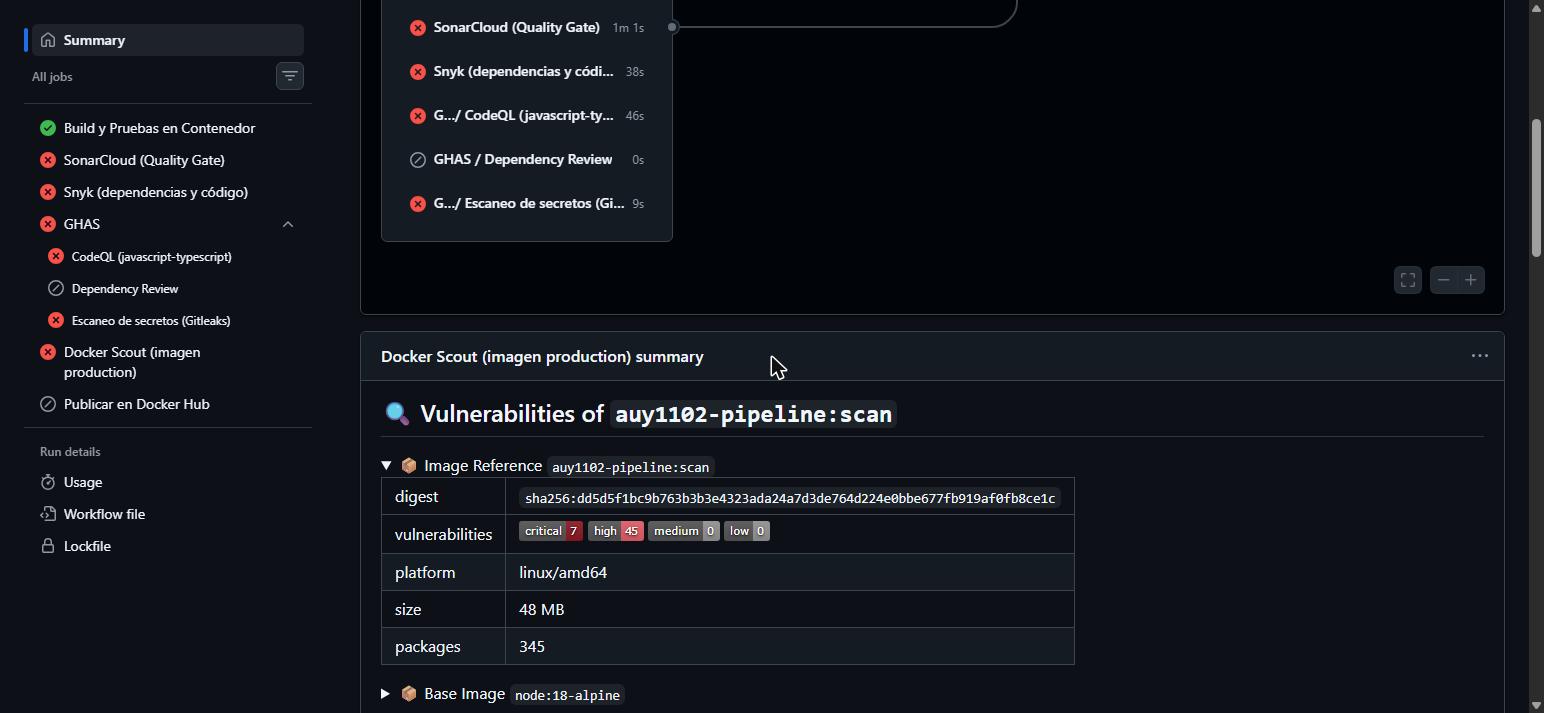 Summary
All jobs
Build y Pruebas en Contenedor
SonarCloud (Quality Gate)
Snyk (dependencias y código)
GHAS
CodeQL (javascript-typescript)
Dependency Review
Escaneo de secretos (Gitleaks)
Docker Scout (imagen
production)
Publicar en Docker Hub
Run details
Usage
Workflow file
Lockfile
SonarCloud (Quality Gate) 1m 1s
Snyk (dependencias y códi... 38s
G.../ CodeQL (javascript-ty... 46s
GHAS / Dependency Review 0s
G.../ Escaneo de secretos (Gi... 9s
Docker Scout (imagen production) summary
Vulnerabilities of auy1102-pipeline:scan
Image Reference auy1102-pipeline:scan
digest sha256:dd5d5f1bc9b763b3b3e4323ada24a7d3de764d224e0bbe677fb919af0fb8ce1c
vulnerabilities critical 7 high 45 medium 0 low 0
platform linux/amd64
size 48 MB
packages 345
Base Image node:18-alpine